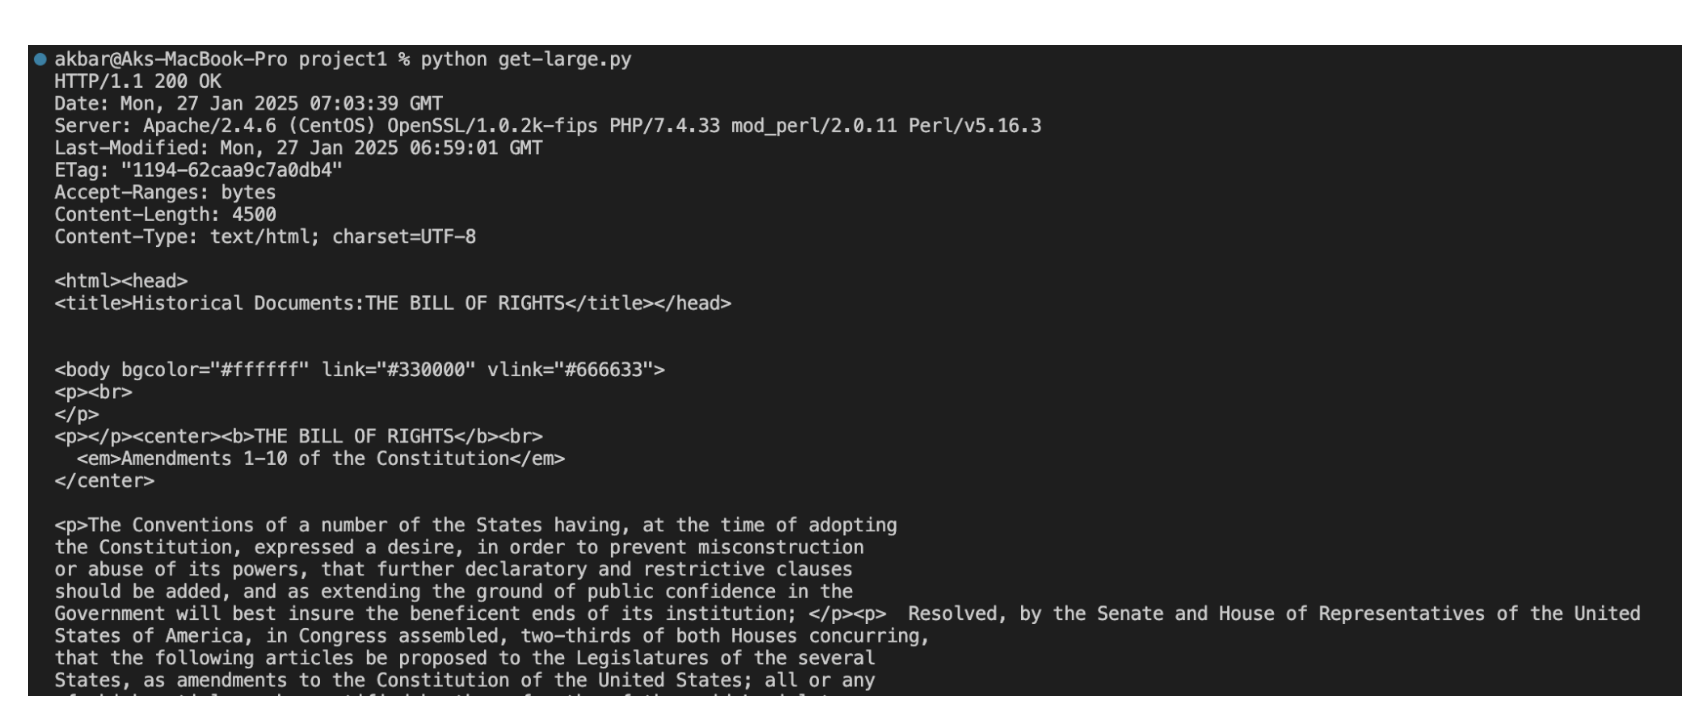 akbar@Aks-MacBook-Pro project1 % python get-large.py
HTTP/1.1 200 OK
Date: Mon, 27 Jan 2025 07:03:39 GMT
Server: Apache/2.4.6 (CentOS) OpenSSL/1.0.2k-fips PHP/7.4.33 mod_perl/2.0.11 Perl/v5.16.3
Last-Modified: Mon, 27 Jan 2025 06:59:01 GMT
ETag: "1194-62caa9c7a0db4"
Accept-Ranges: bytes
Content-Length: 4500
Content-Type: text/html; charset=UTF-8
<html><head>
<title>Historical Documents:THE BILL OF RIGHTS</title></head>
<body bgcolor="#ffffff" link="#330000" vlink="#666633">
<p><br>
</p>
<p></p><center><b>THE BILL OF RIGHTS</b><br>
  <em>Amendments 1-10 of the Constitution</em>
</center>
<p>The Conventions of a number of the States having, at the time of adopting
the Constitution, expressed a desire, in order to prevent misconstruction
or abuse of its powers, that further declaratory and restrictive clauses
should be added, and as extending the ground of public confidence in the
Government will best insure the beneficent ends of its institution; </p><p>  Resolved, by the Senate and House of Representatives of the United
States of America, in Congress assembled, two-thirds of both Houses concurring,
that the following articles be proposed to the Legislatures of the several
States, as amendments to the Constitution of the United States; all or any